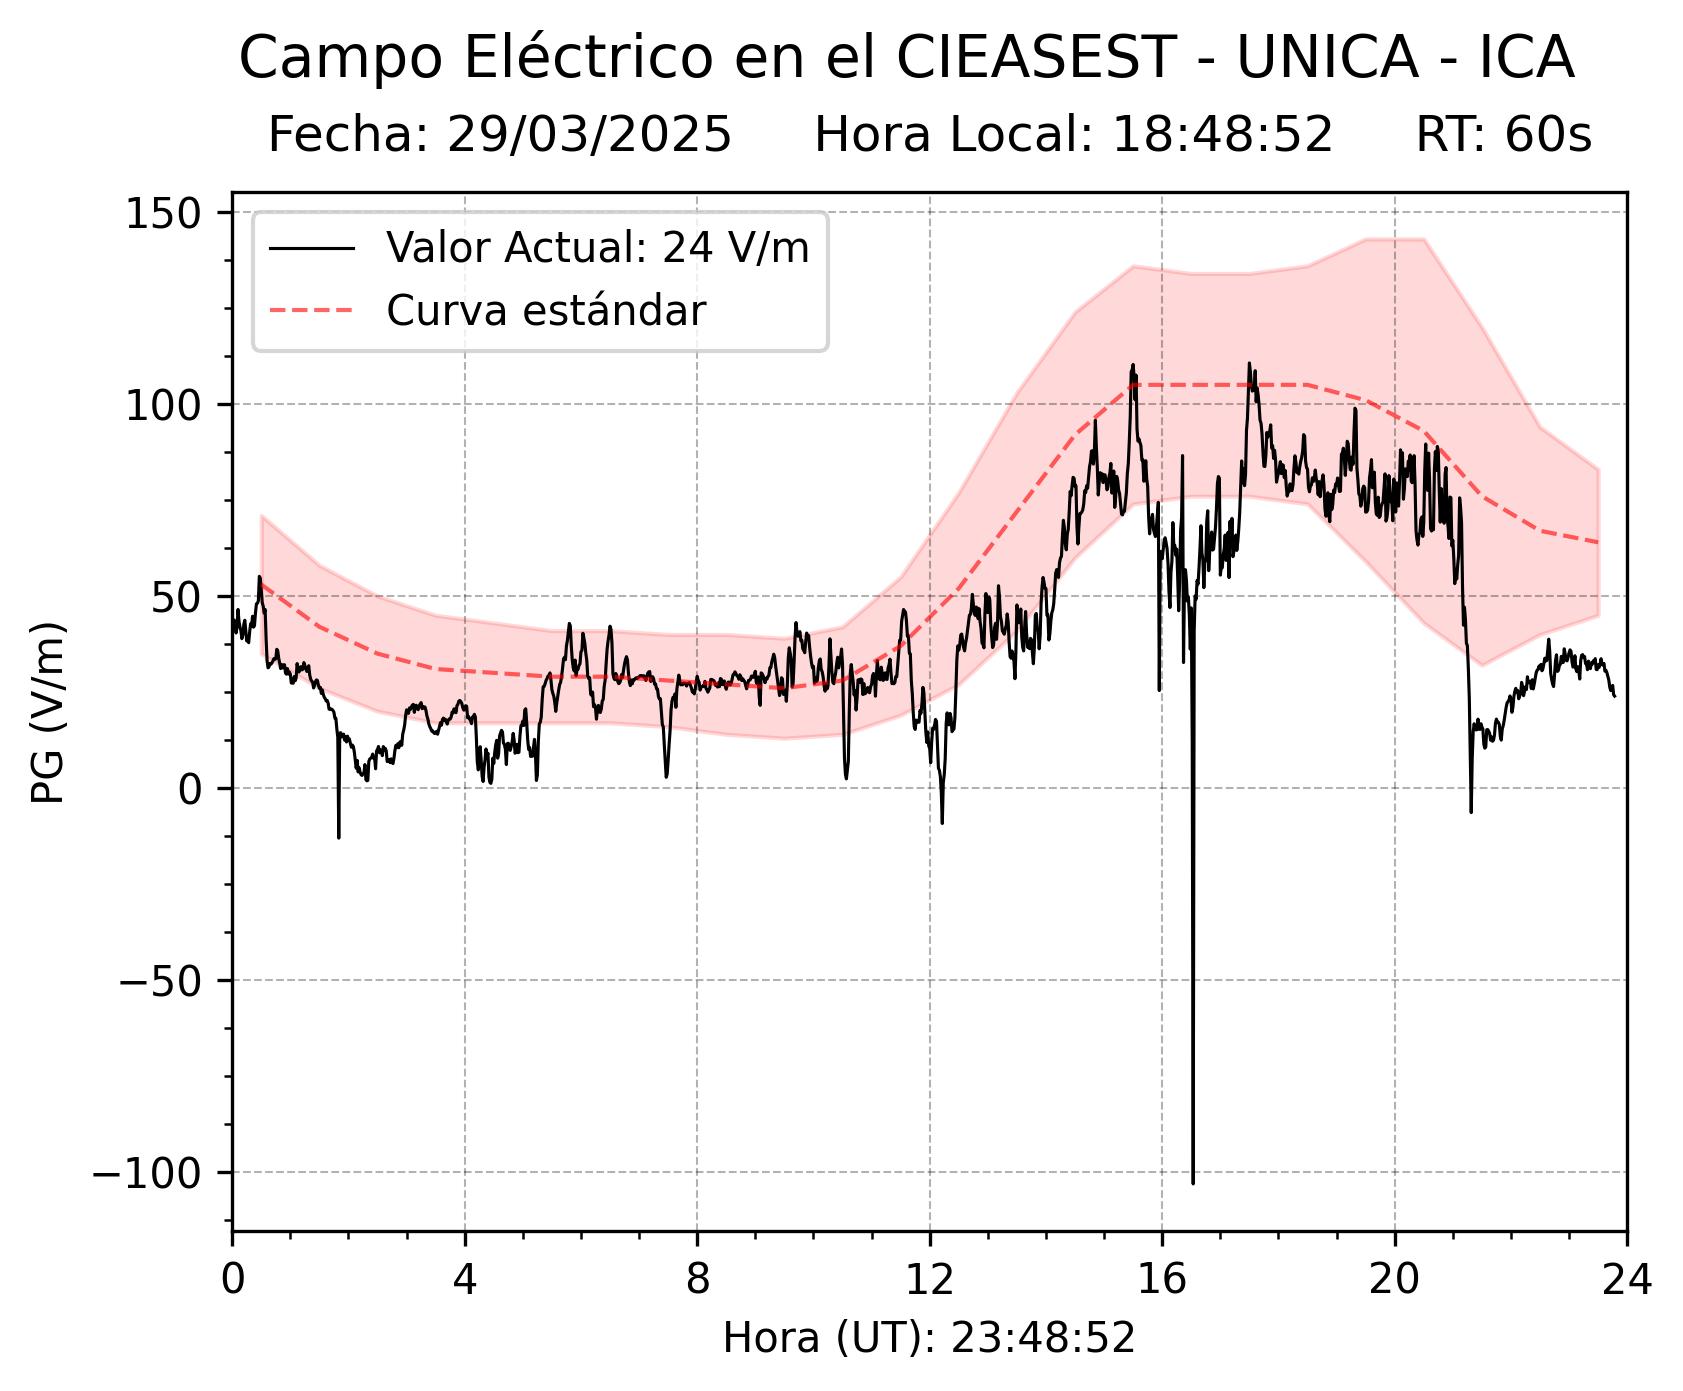 Campo Eléctrico en el CIEASEST - UNICA - ICA
Fecha: 29/03/2025 Hora Local: 18:48:52 RT: 60s
Valor Actual: 24 V/m
Curva estándar
PG (V/m)
150
100
50
0
−50
−100
0 4 8 12 16 20 24
Hora (UT): 23:48:52